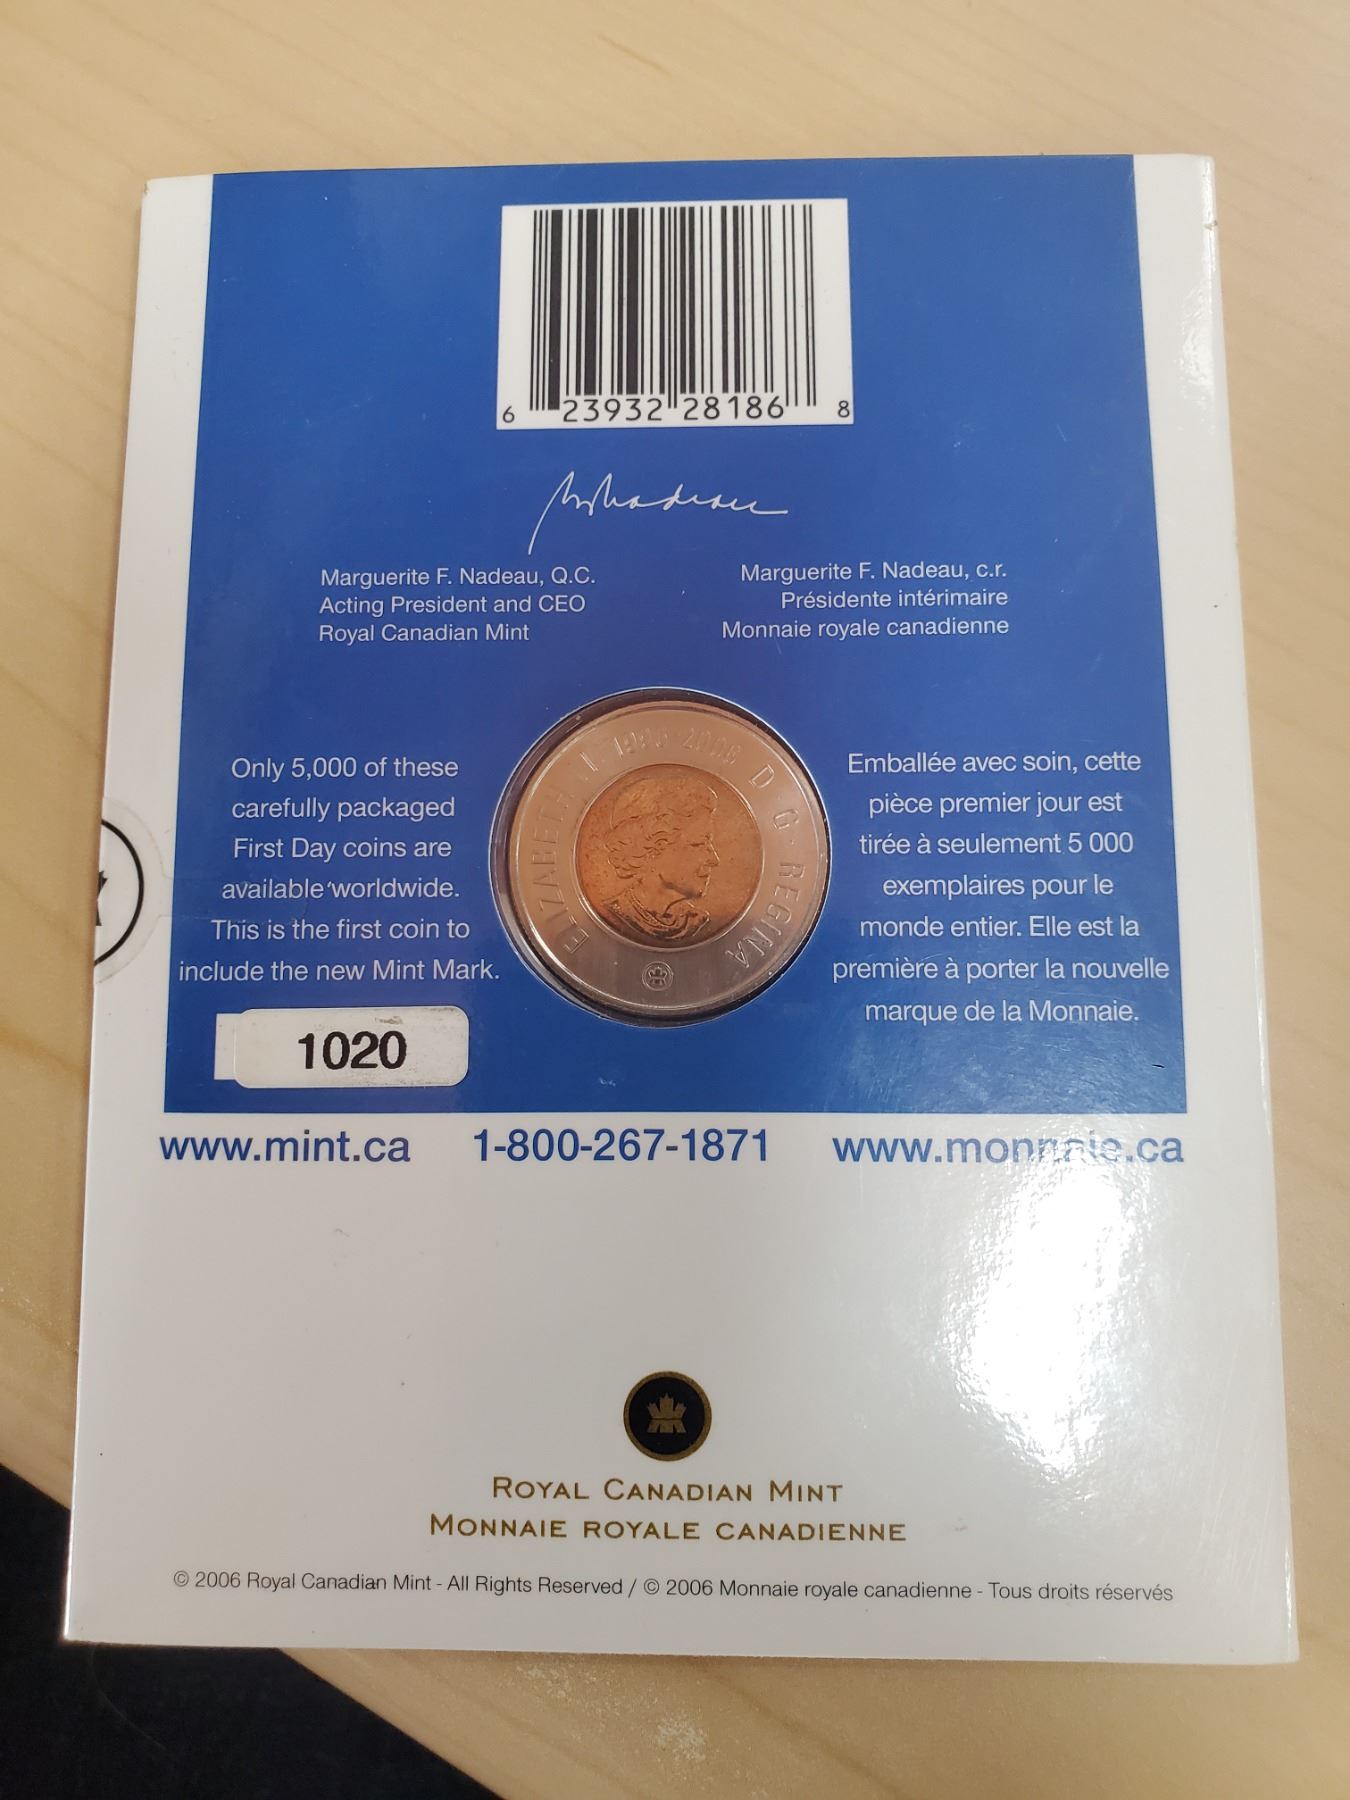 6 23932 28186 8
Marguerite F. Nadeau, Q.C.
Acting President and CEO
Royal Canadian Mint
Marguerite F. Nadeau, c.r.
Présidente intérimaire
Monnaie royale canadienne
Only 5,000 of these
carefully packaged
First Day coins are
available worldwide.
This is the first coin to
include the new Mint Mark.
1020
ELIZABETH II 1996-2006 D·G·REGINA
Emballée avec soin, cette
pièce premier jour est
tirée à seulement 5 000
exemplaires pour le
monde entier. Elle est la
première à porter la nouvelle
marque de la Monnaie.
www.mint.ca 1-800-267-1871 www.monnaie.ca
ROYAL CANADIAN MINT
MONNAIE ROYALE CANADIENNE
© 2006 Royal Canadian Mint - All Rights Reserved / © 2006 Monnaie royale canadienne - Tous droits réservés